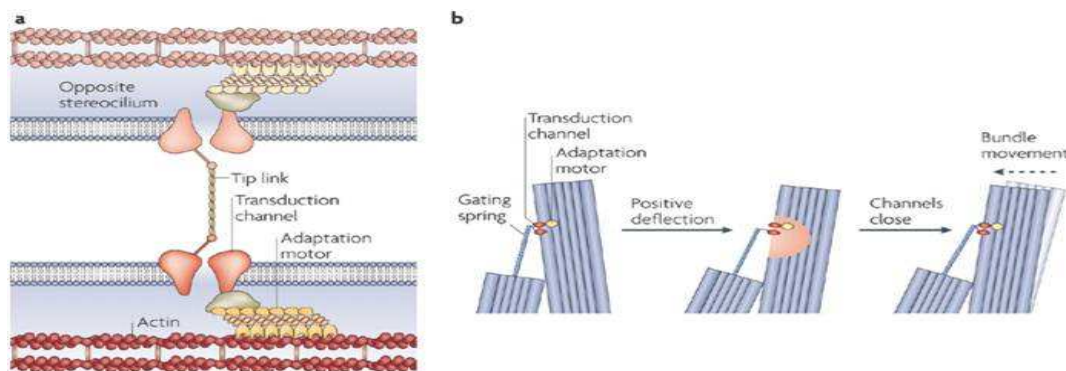 a
Opposite
stereocilium
Tip link
Transduction
channel
Adaptation
motor
Actin
b
Transduction
channel
Adaptation
motor
Gating
spring
Positive
deflection
Channels
close
Bundle
movement